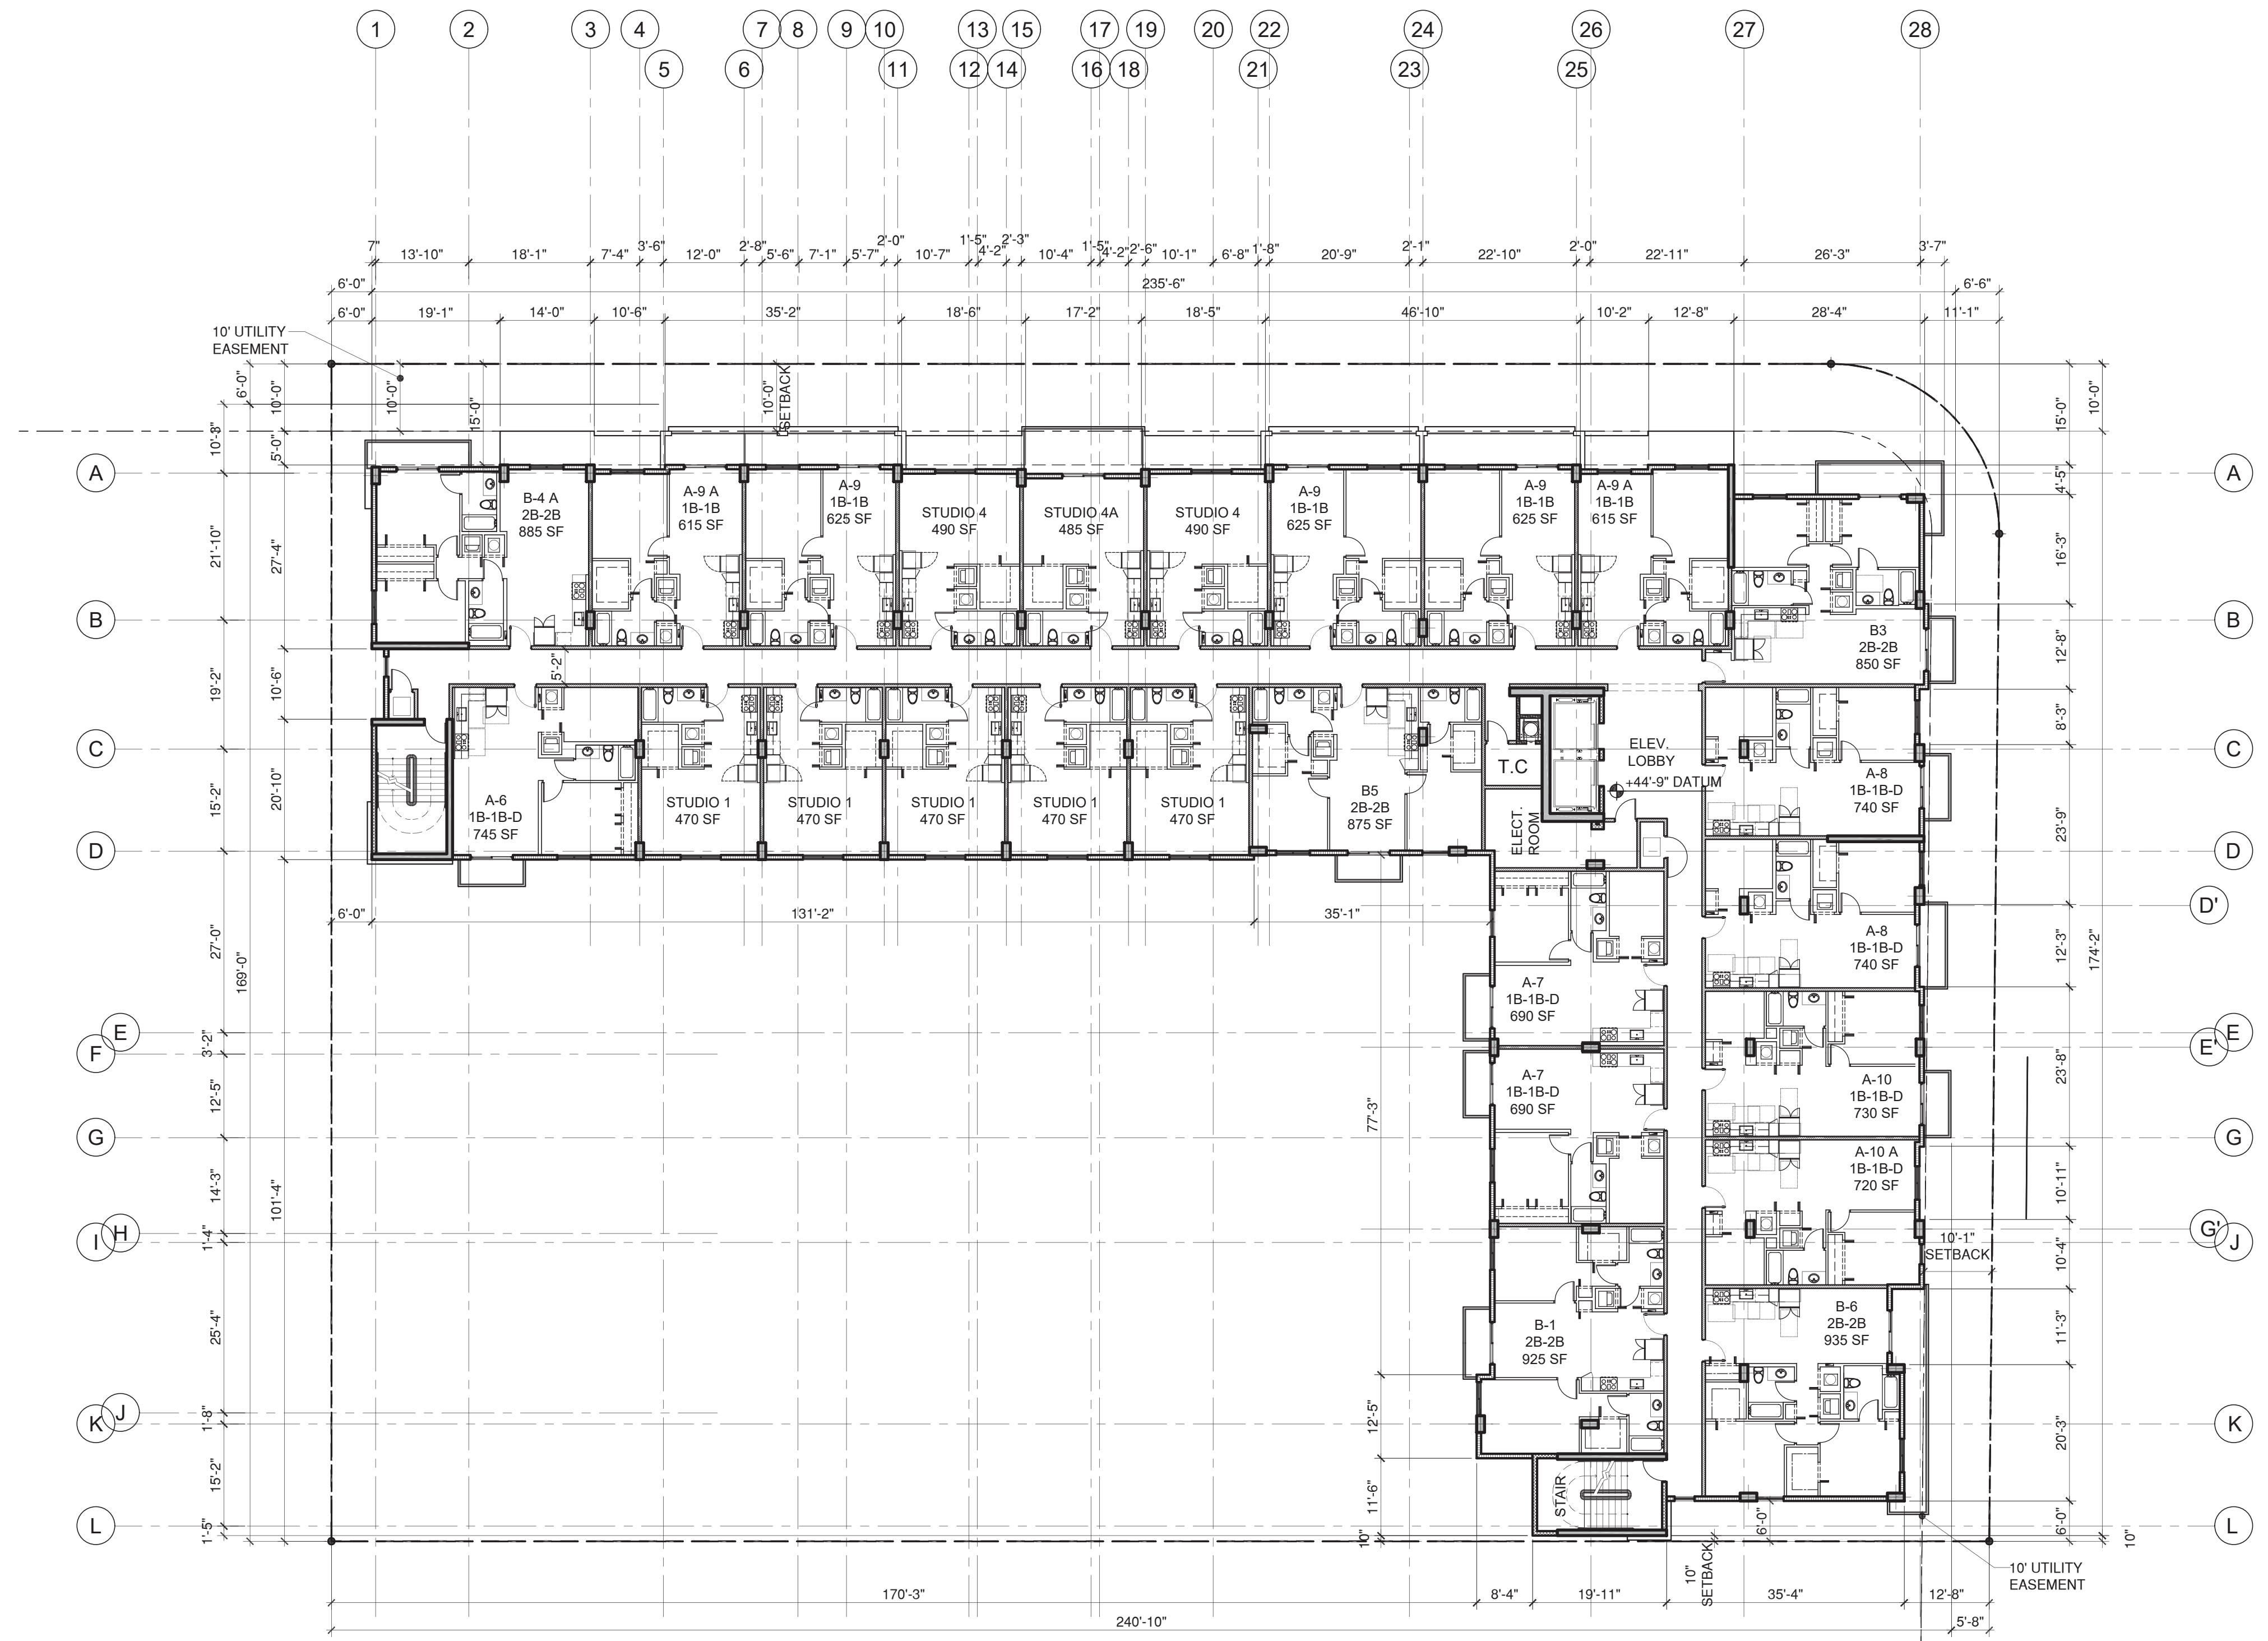 1 2 3 4 7 8 9 10 13 15 17 19 20 22 24 26 27 28
5 6 11 12 14 16 18 21 23 25
7" 13'-10" 18'-1" 7'-4" 3'-6" 12'-0" 2'-8" 5'-6" 7'-1" 5'-7" 2'-0" 10'-7" 1'-5" 4'-2" 2'-3" 10'-4" 1'-5" 4'-2" 2'-6" 10'-1" 6'-8" 1'-8" 20'-9" 2'-1" 22'-10" 2'-0" 22'-11" 26'-3" 3'-7"
6'-0" 235'-6" 6'-6"
6'-0" 19'-1" 14'-0" 10'-6" 35'-2" 18'-6" 17'-2" 18'-5" 46'-10" 10'-2" 12'-8" 28'-4" 11'-1"
10' UTILITY
EASEMENT
6'-0"
10'-0"
10'-0"
15'-0"
10'-0"
SETBACK
15'-0"
10'-0"
10'-3"
5'-0"
4'-5"
A
A
B-4 A
2B-2B
885 SF
A-9 A
1B-1B
615 SF
A-9
1B-1B
625 SF
STUDIO 4
490 SF
STUDIO 4A
485 SF
STUDIO 4
490 SF
A-9
1B-1B
625 SF
A-9
1B-1B
625 SF
A-9 A
1B-1B
615 SF
21'-10"
27'-4"
16'-3"
B
B
B3
2B-2B
850 SF
19'-2"
10'-6"
5'-2"
12'-8"
8'-3"
C
C
ELEV.
LOBBY
+44'-9" DATUM
T.C
ELECT.
ROOM
A-6
1B-1B-D
745 SF
STUDIO 1
470 SF
STUDIO 1
470 SF
STUDIO 1
470 SF
STUDIO 1
470 SF
STUDIO 1
470 SF
B5
2B-2B
875 SF
A-8
1B-1B-D
740 SF
15'-2"
20'-10"
23'-9"
D
D
D'
6'-0" 131'-2" 35'-1"
27'-0"
169'-0"
A-8
1B-1B-D
740 SF
12'-3"
174'-2"
A-7
1B-1B-D
690 SF
E
F
3'-2"
E
E'
A-7
1B-1B-D
690 SF
A-10
1B-1B-D
730 SF
12'-5"
77'-3"
23'-8"
G
G
A-10 A
1B-1B-D
720 SF
14'-3"
101'-4"
10'-11"
H
I
1'-4"
G'
J
10'-1"
SETBACK
10'-4"
B-1
2B-2B
925 SF
B-6
2B-2B
935 SF
25'-4"
11'-3"
J
K
1'-8"
12'-5"
K
20'-3"
15'-2"
11'-6"
STAIR
L
1'-5"
10"
6'-0"
6'-0"
10"
L
10"
SETBACK
10' UTILITY
EASEMENT
170'-3" 8'-4" 19'-11" 35'-4" 12'-8"
240'-10" 5'-8"